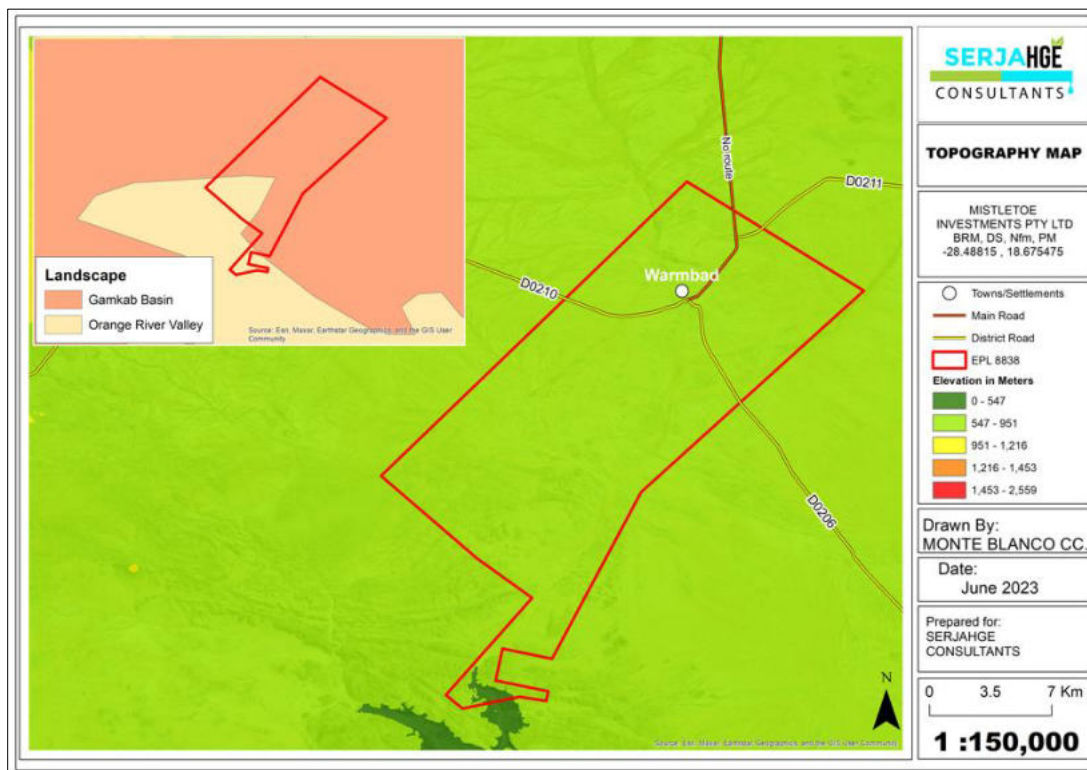 Landscape
Gamkab Basin
Orange River Valley
Source: Esri, Maxar, Earthstar Geographics, and the GIS User
Community
No route
D0211
Warmbad
D0210
D0206
Source: Esri, Maxar, Earthstar Geographics, and the GIS User Community
SERJAHGE
CONSULTANTS
TOPOGRAPHY MAP
MISTLETOE
INVESTMENTS PTY LTD
BRM, DS, Nfm, PM
-28.48815 , 18.675475
Towns/Settlements
Main Road
District Road
EPL 8838
Elevation in Meters
0 - 547
547 - 951
951 - 1,216
1,216 - 1,453
1,453 - 2,559
Drawn By:
MONTE BLANCO CC.
Date:
June 2023
Prepared for:
SERJAHGE
CONSULTANTS
N
0 3.5 7 Km
1 :150,000